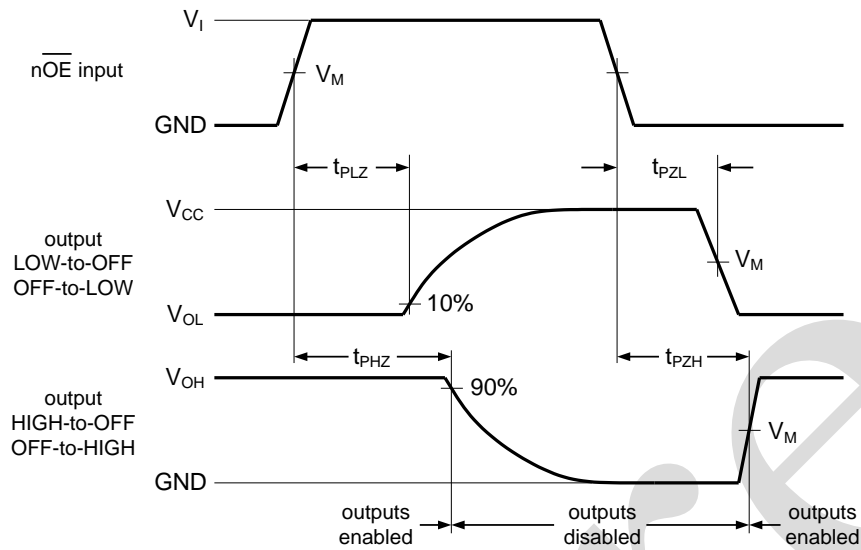 V_I
nOE input
V_M
GND
t_PLZ
t_PZL
V_CC
output
LOW-to-OFF
OFF-to-LOW
V_M
10%
V_OL
t_PHZ
t_PZH
V_OH
90%
output
HIGH-to-OFF
OFF-to-HIGH
V_M
GND
outputs
enabled
outputs
disabled
outputs
enabled